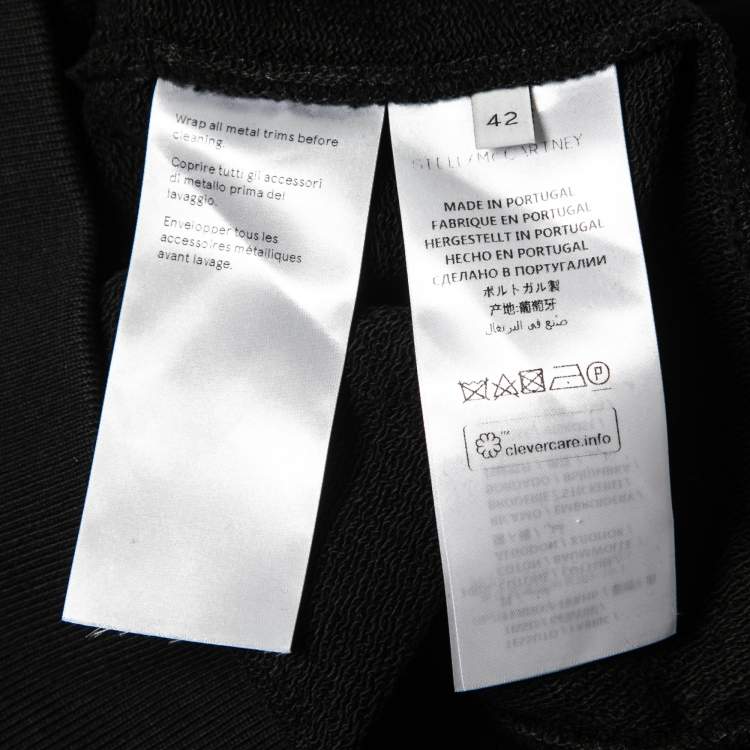 Wrap all metal trims before
cleaning.
Coprire tutti gli accessori
di metallo prima del
lavaggio.
Envelopper tous les
accessoires métalliques
avant lavage.
42
STELLA McCARTNEY
MADE IN PORTUGAL
FABRIQUE EN PORTUGAL
HERGESTELLT IN PORTUGAL
HECHO EN PORTUGAL
СДЕЛАНО В ПОРТУГАЛИИ
ポルトガル製
产地:葡萄牙
صنع في البرتغال
P
clevercare.info